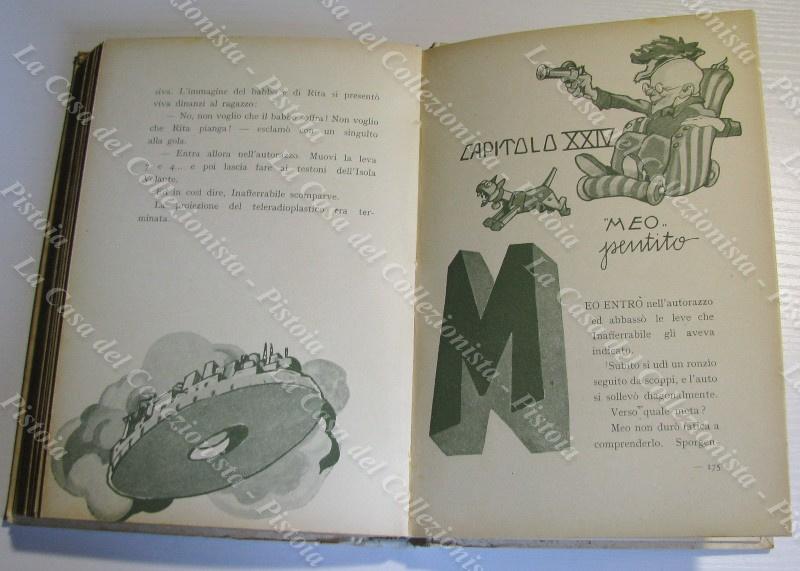 siva. L'immagine del babbo e di Rita si presentò
viva dinanzi al ragazzo:
— No, non voglio che il babbo soffra! Non voglio
che Rita pianga! — esclamò con un singulto
alla gola.
— Entra allora nell'autorazzo. Muovi la leva
e 4... e poi lascia fare ai testoni dell'Isola
Volante.
Ed in così dire, Inafferrabile scomparve.
La proiezione del teleradioplastico era ter-
minata.
CAPITOLO XXIV
"MEO"
pentito
MEO ENTRÒ nell'autorazzo
ed abbassò le leve che
Inafferrabile gli aveva
indicato.
Subito si udì un ronzio
seguito da scoppi, e l'auto
si sollevò diagonalmente.
Verso quale meta?
Meo non durò fatica a
comprenderlo. Sporgen-
— 175
La Casa del Collezionista - Pistoia